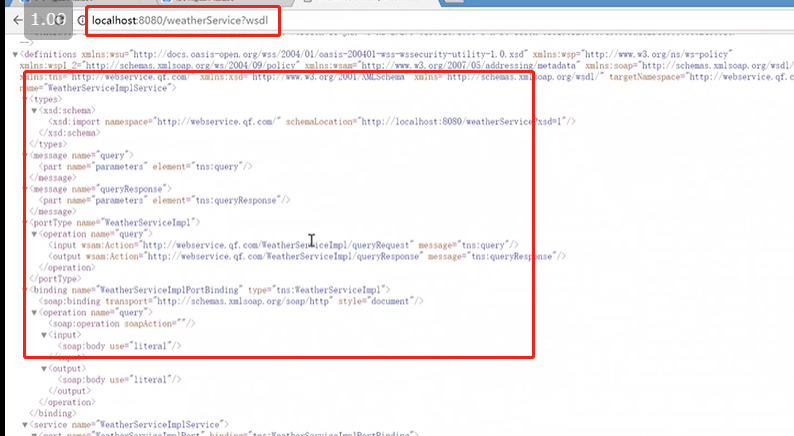 1.09
localhost:8080/weatherService?wsdl
-->
▼<definitions xmlns:wsu="http://docs.oasis-open.org/wss/2004/01/oasis-200401-wss-wssecurity-utility-1.0.xsd" xmlns:wsp="http://www.w3.org/ns/ws-policy"
xmlns:wsp1_2="http://schemas.xmlsoap.org/ws/2004/09/policy" xmlns:wsam="http://www.w3.org/2007/05/addressing/metadata" xmlns:soap="http://schemas.xmlsoap.org/wsdl/
xmlns:tns="http://webservice.qf.com/" xmlns:xsd="http://www.w3.org/2001/XMLSchema" xmlns="http://schemas.xmlsoap.org/wsdl/" targetNamespace="http://webservice.qf.c
name="WeatherServiceImplService">
▼<types>
▼<xsd:schema>
<xsd:import namespace="http://webservice.qf.com/" schemaLocation="http://localhost:8080/weatherService?xsd=1"/>
</xsd:schema>
</types>
▼<message name="query">
<part name="parameters" element="tns:query"/>
</message>
▼<message name="queryResponse">
<part name="parameters" element="tns:queryResponse"/>
</message>
▼<portType name="WeatherServiceImpl">
▼<operation name="query">
<input wsam:Action="http://webservice.qf.com/WeatherServiceImpl/queryRequest" message="tns:query"/>
<output wsam:Action="http://webservice.qf.com/WeatherServiceImpl/queryResponse" message="tns:queryResponse"/>
</operation>
</portType>
▼<binding name="WeatherServiceImplPortBinding" type="tns:WeatherServiceImpl">
<soap:binding transport="http://schemas.xmlsoap.org/soap/http" style="document"/>
▼<operation name="query">
<soap:operation soapAction=""/>
▼<input>
<soap:body use="literal"/>
</input>
▼<output>
<soap:body use="literal"/>
</output>
</operation>
</binding>
▼<service name="WeatherServiceImplService">
▼<port name="WeatherServiceImplPort" binding="tns:WeatherServiceImplPortBinding">